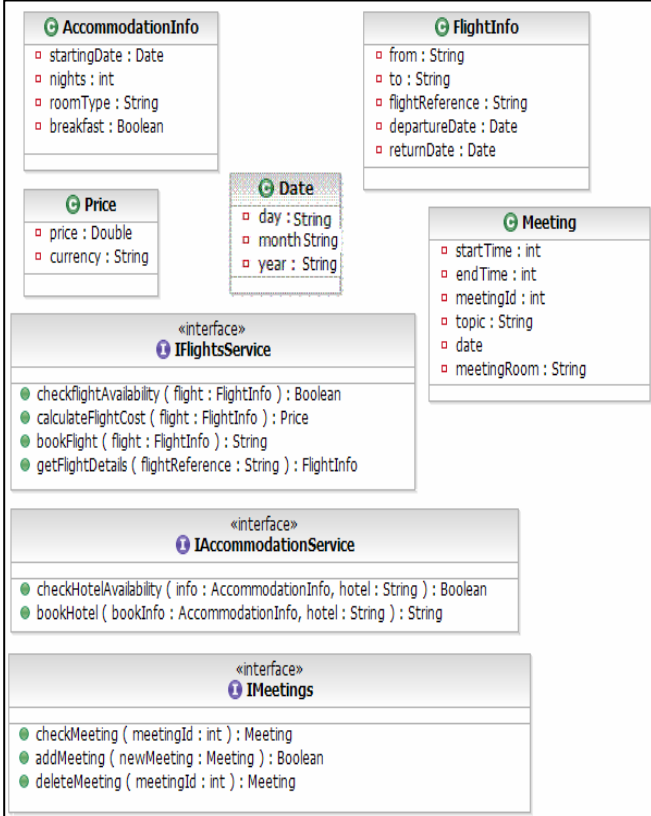 AccommodationInfo
startingDate : Date
nights : int
roomType : String
breakfast : Boolean
FlightInfo
from : String
to : String
flightReference : String
departureDate : Date
returnDate : Date
Price
price : Double
currency : String
Date
day : String
month String
year : String
Meeting
startTime : int
endTime : int
meetingId : int
topic : String
date
meetingRoom : String
«interface»
IFlightsService
checkflightAvailability ( flight : FlightInfo ) : Boolean
calculateFlightCost ( flight : FlightInfo ) : Price
bookFlight ( flight : FlightInfo ) : String
getFlightDetails ( flightReference : String ) : FlightInfo
«interface»
IAccommodationService
checkHotelAvailability ( info : AccommodationInfo, hotel : String ) : Boolean
bookHotel ( bookInfo : AccommodationInfo, hotel : String ) : String
«interface»
IMeetings
checkMeeting ( meetingId : int ) : Meeting
addMeeting ( newMeeting : Meeting ) : Boolean
deleteMeeting ( meetingId : int ) : Meeting